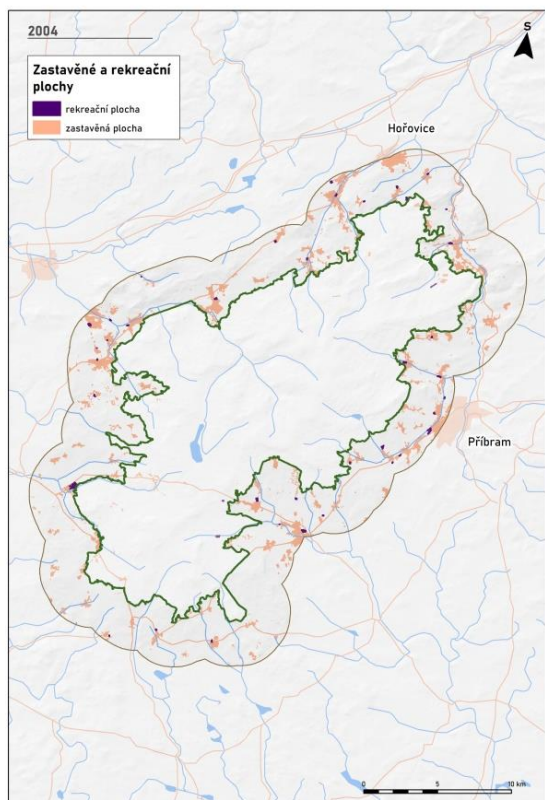 2004
S
Zastavěné a rekreační
plochy
rekreační plocha
zastavěná plocha
Hořovice
Příbram
0 5 10 km